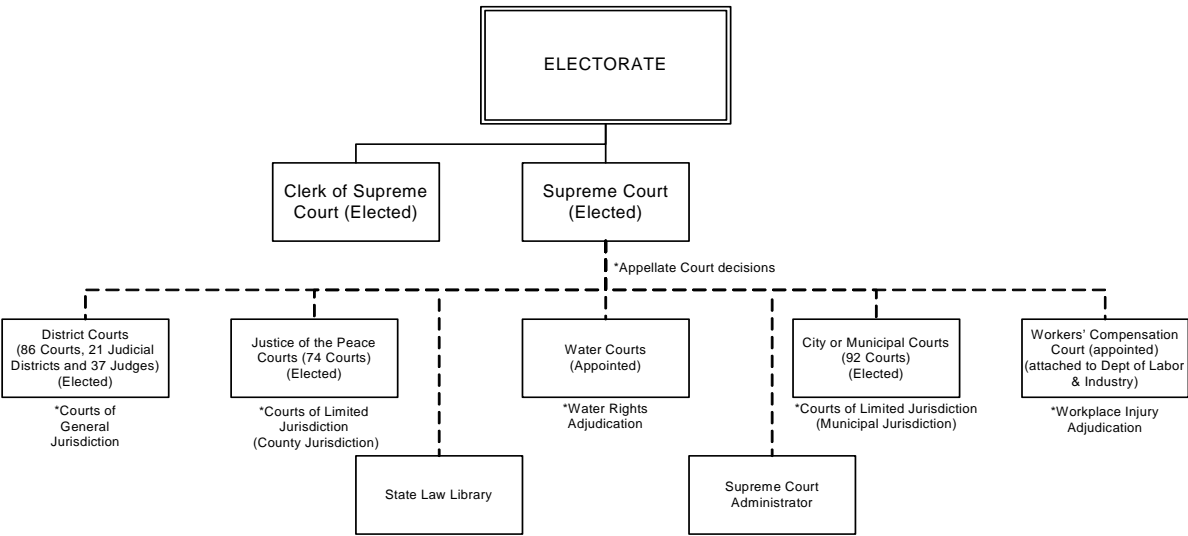 ELECTORATE
Clerk of Supreme
Court (Elected)
Supreme Court
(Elected)
*Appellate Court decisions
District Courts
(86 Courts, 21 Judicial
Districts and 37 Judges)
(Elected)
Justice of the Peace
Courts (74 Courts)
(Elected)
Water Courts
(Appointed)
City or Municipal Courts
(92 Courts)
(Elected)
Workers' Compensation
Court (appointed)
(attached to Dept of Labor
& Industry)
*Courts of
General
Jurisdiction
*Courts of Limited
Jurisdiction
(County Jurisdiction)
*Water Rights
Adjudication
*Courts of Limited Jurisdiction
(Municipal Jurisdiction)
*Workplace Injury
Adjudication
State Law Library
Supreme Court
Administrator